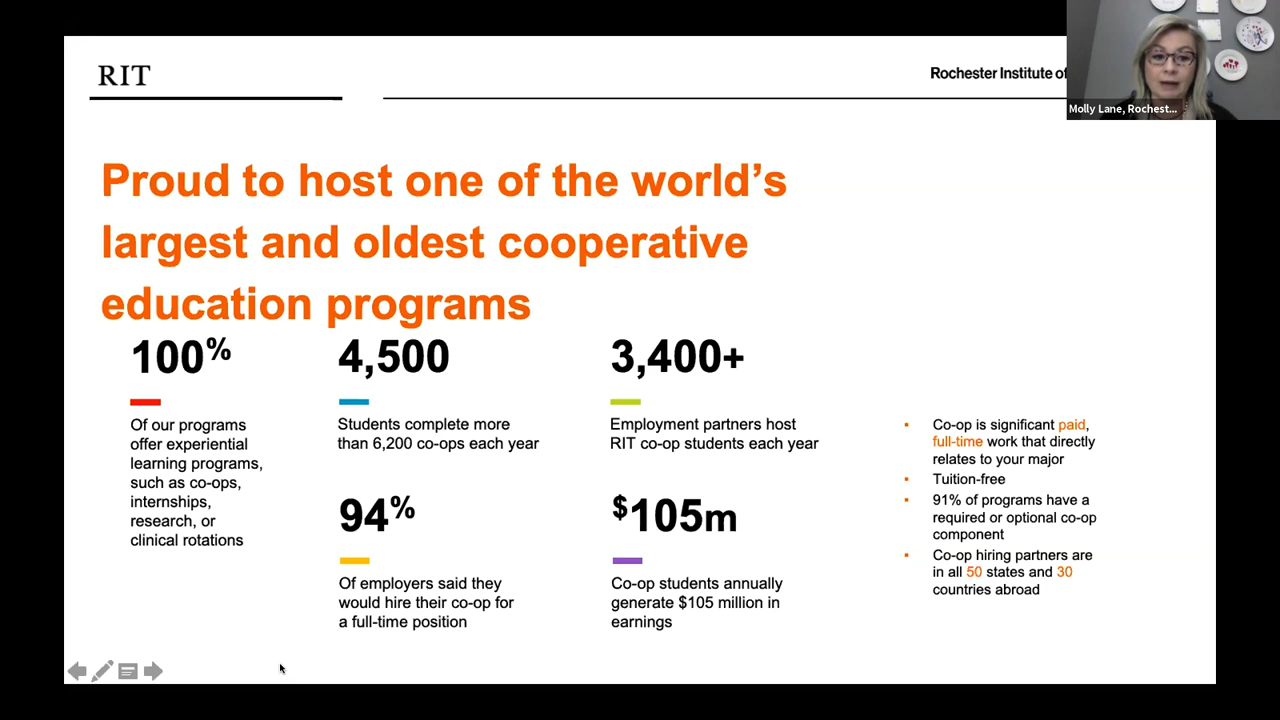 RIT
Rochester Institute of
Molly Lane, Rochest...
Proud to host one of the world's
largest and oldest cooperative
education programs
100%
Of our programs
offer experiential
learning programs,
such as co-ops,
internships,
research, or
clinical rotations
4,500
Students complete more
than 6,200 co-ops each year
3,400+
Employment partners host
RIT co-op students each year
94%
Of employers said they
would hire their co-op for
a full-time position
$105m
Co-op students annually
generate $105 million in
earnings
▪ Co-op is significant paid,
full-time work that directly
relates to your major
▪ Tuition-free
▪ 91% of programs have a
required or optional co-op
component
▪ Co-op hiring partners are
in all 50 states and 30
countries abroad